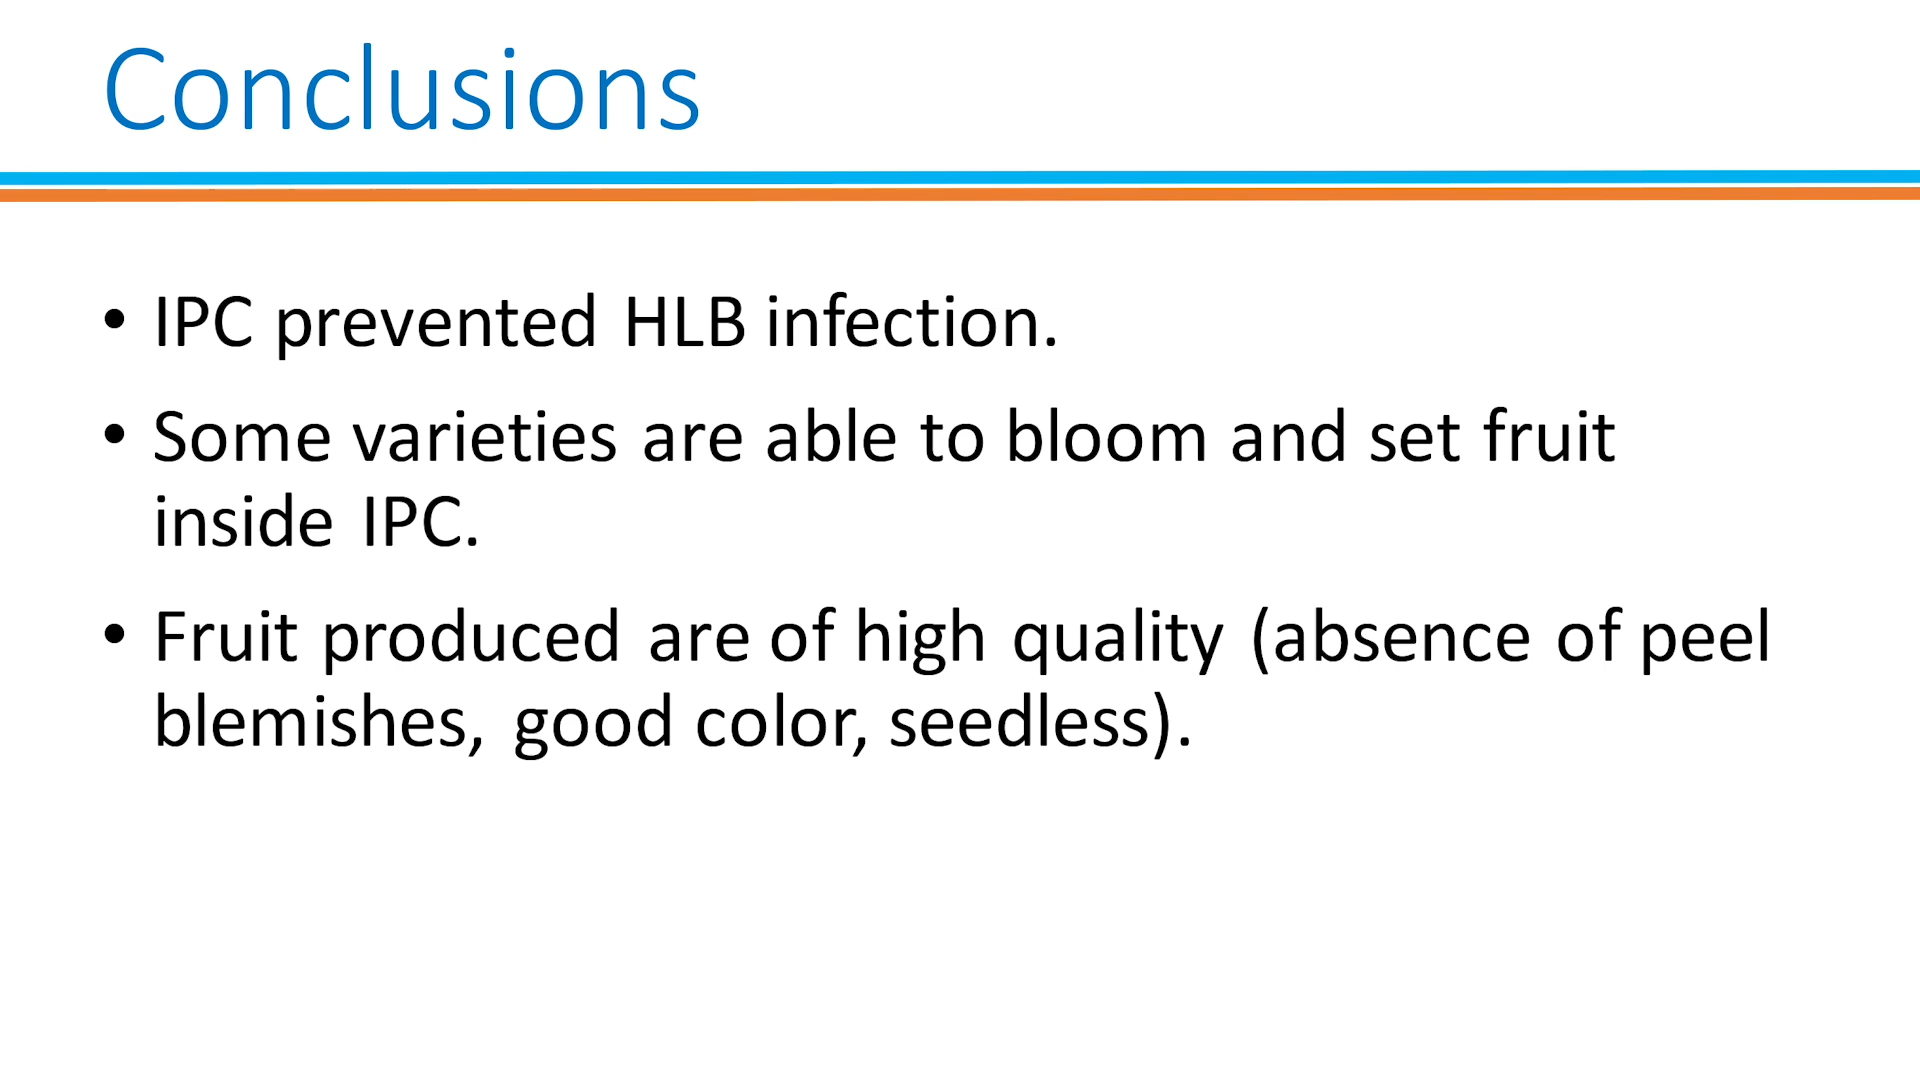 Conclusions
• IPC prevented HLB infection.
• Some varieties are able to bloom and set fruit
inside IPC.
• Fruit produced are of high quality (absence of peel
blemishes, good color, seedless).